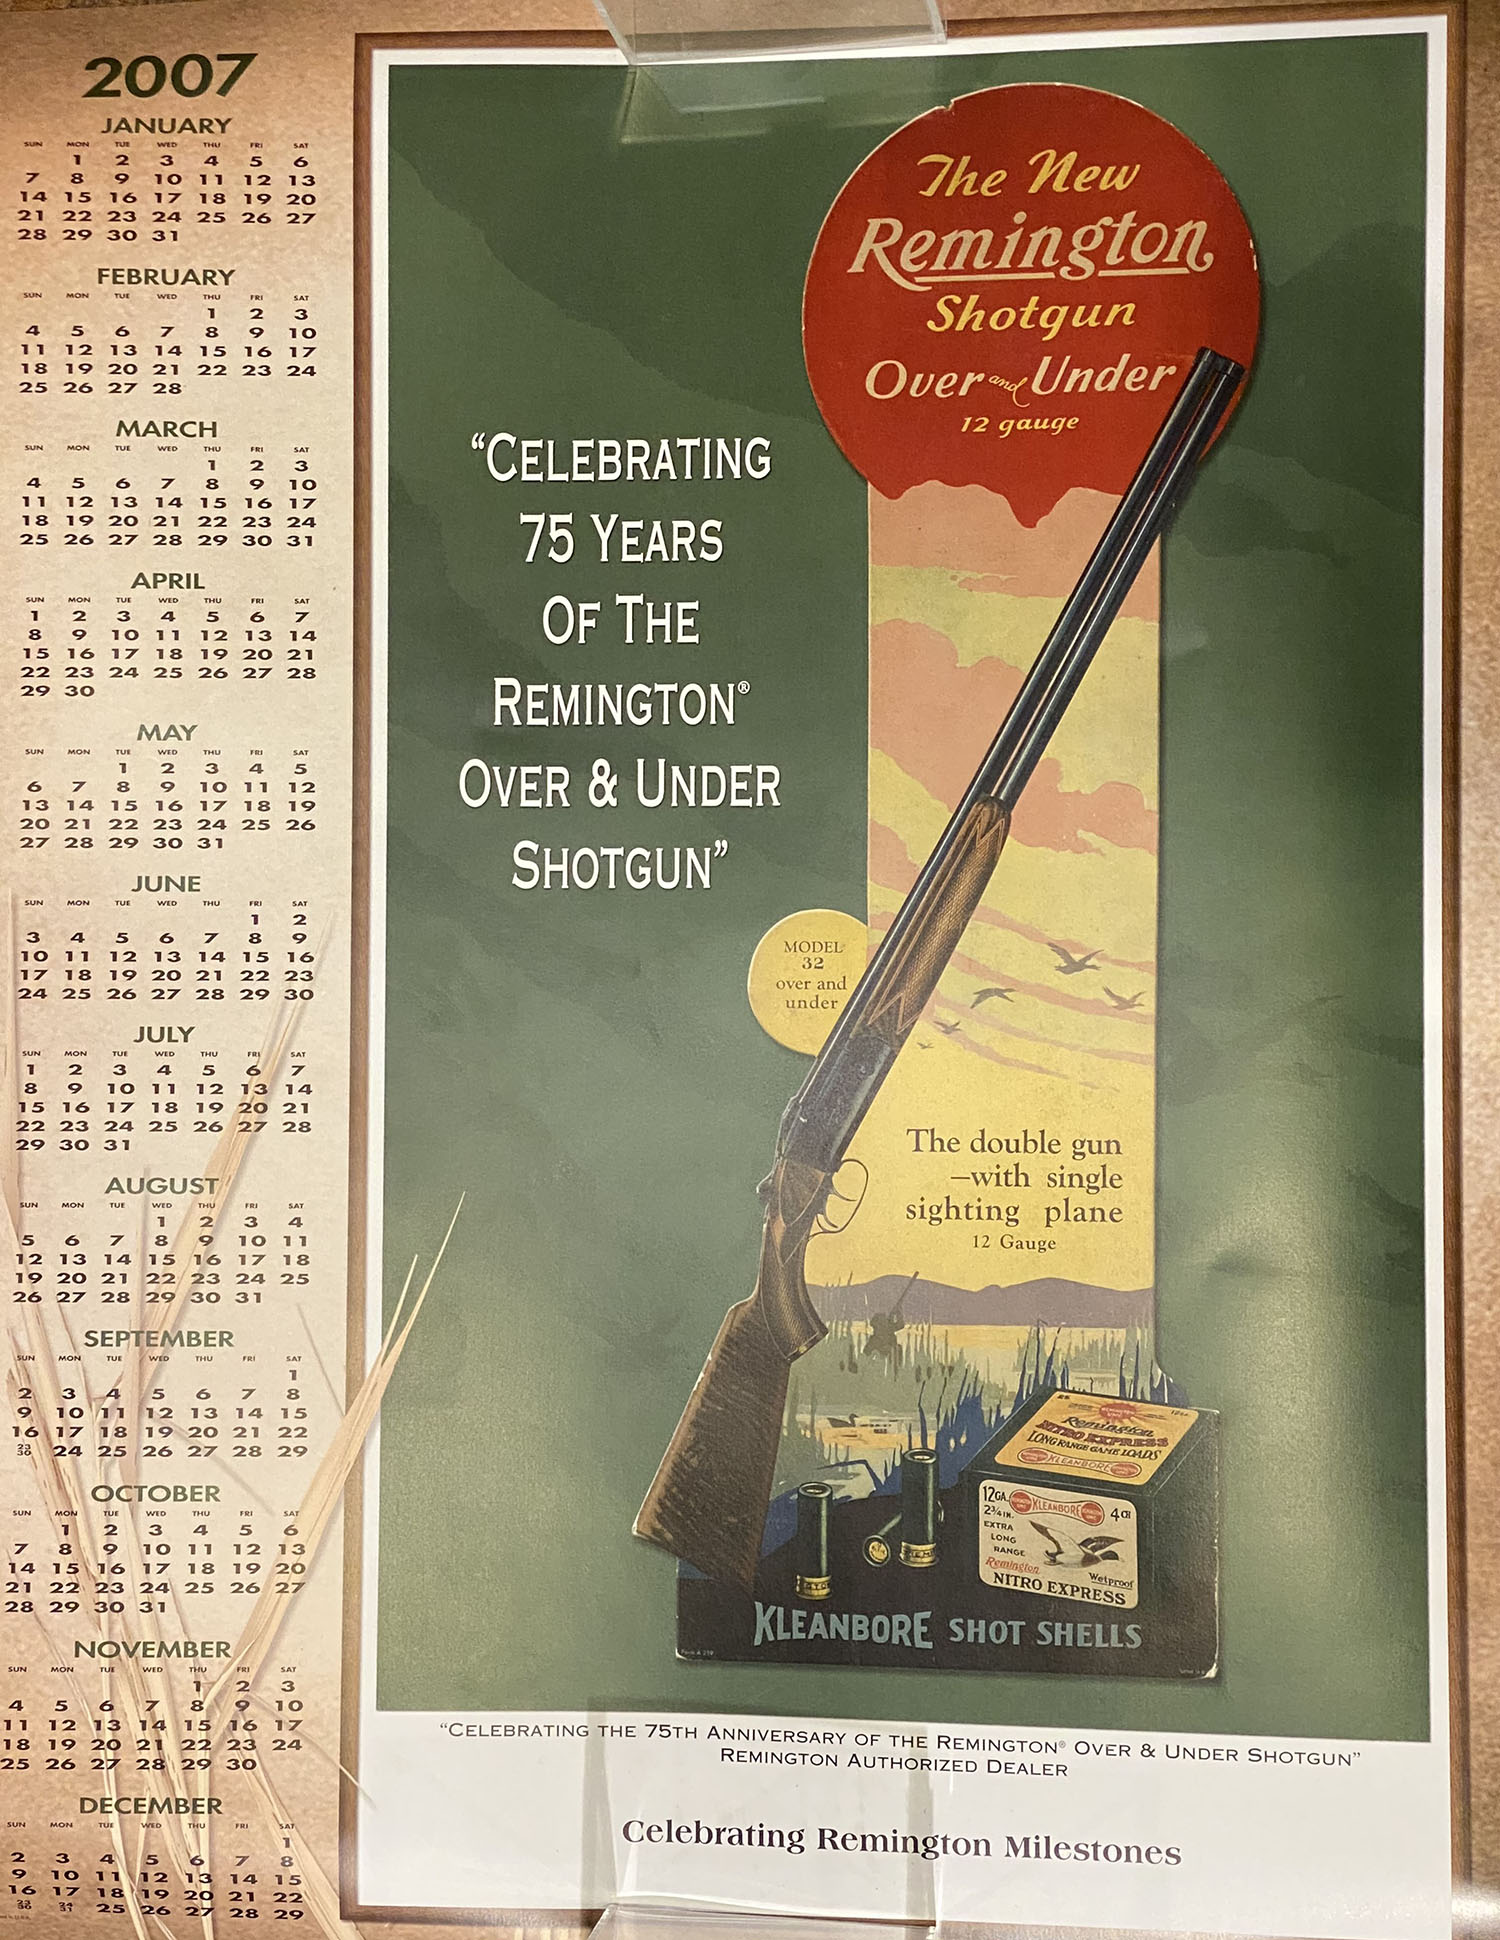 2007
JANUARY
SUN MON TUE WED THU FRI SAT
1 2 3 4 5 6
7 8 9 10 11 12 13
14 15 16 17 18 19 20
21 22 23 24 25 26 27
28 29 30 31
FEBRUARY
SUN MON TUE WED THU FRI SAT
1 2 3
4 5 6 7 8 9 10
11 12 13 14 15 16 17
18 19 20 21 22 23 24
25 26 27 28
MARCH
SUN MON TUE WED THU FRI SAT
1 2 3
4 5 6 7 8 9 10
11 12 13 14 15 16 17
18 19 20 21 22 23 24
25 26 27 28 29 30 31
APRIL
SUN MON TUE WED THU FRI SAT
1 2 3 4 5 6 7
8 9 10 11 12 13 14
15 16 17 18 19 20 21
22 23 24 25 26 27 28
29 30
MAY
SUN MON TUE WED THU FRI SAT
1 2 3 4 5
6 7 8 9 10 11 12
13 14 15 16 17 18 19
20 21 22 23 24 25 26
27 28 29 30 31
JUNE
SUN MON TUE WED THU FRI SAT
1 2
3 4 5 6 7 8 9
10 11 12 13 14 15 16
17 18 19 20 21 22 23
24 25 26 27 28 29 30
JULY
SUN MON TUE WED THU FRI SAT
1 2 3 4 5 6 7
8 9 10 11 12 13 14
15 16 17 18 19 20 21
22 23 24 25 26 27 28
29 30 31
AUGUST
SUN MON TUE WED THU FRI SAT
1 2 3 4
5 6 7 8 9 10 11
12 13 14 15 16 17 18
19 20 21 22 23 24 25
26 27 28 29 30 31
SEPTEMBER
SUN MON TUE WED THU FRI SAT
1
2 3 4 5 6 7 8
9 10 11 12 13 14 15
16 17 18 19 20 21 22
23/30 24 25 26 27 28 29
OCTOBER
SUN MON TUE WED THU FRI SAT
1 2 3 4 5 6
7 8 9 10 11 12 13
14 15 16 17 18 19 20
21 22 23 24 25 26 27
28 29 30 31
NOVEMBER
SUN MON TUE WED THU FRI SAT
1 2 3
4 5 6 7 8 9 10
11 12 13 14 15 16 17
18 19 20 21 22 23 24
25 26 27 28 29 30
DECEMBER
SUN MON TUE WED THU FRI SAT
1
2 3 4 5 6 7 8
9 10 11 12 13 14 15
16 17 18 19 20 21 22
23/30 24/31 25 26 27 28 29
The New
Remington
Shotgun
Over and Under
12 gauge
"CELEBRATING
75 YEARS
OF THE
REMINGTON®
OVER & UNDER
SHOTGUN"
MODEL
32
over and
under
The double gun
—with single
sighting plane
12 Gauge
Remington
NITRO EXPRESS
LONG RANGE GAME LOADS
KLEANBORE
12GA. KLEANBORE 4CH
2¾ IN.
EXTRA
LONG
RANGE
Remington Wetproof
NITRO EXPRESS
KLEANBORE SHOT SHELLS
"CELEBRATING THE 75TH ANNIVERSARY OF THE REMINGTON® OVER & UNDER SHOTGUN"
REMINGTON AUTHORIZED DEALER
Celebrating Remington Milestones